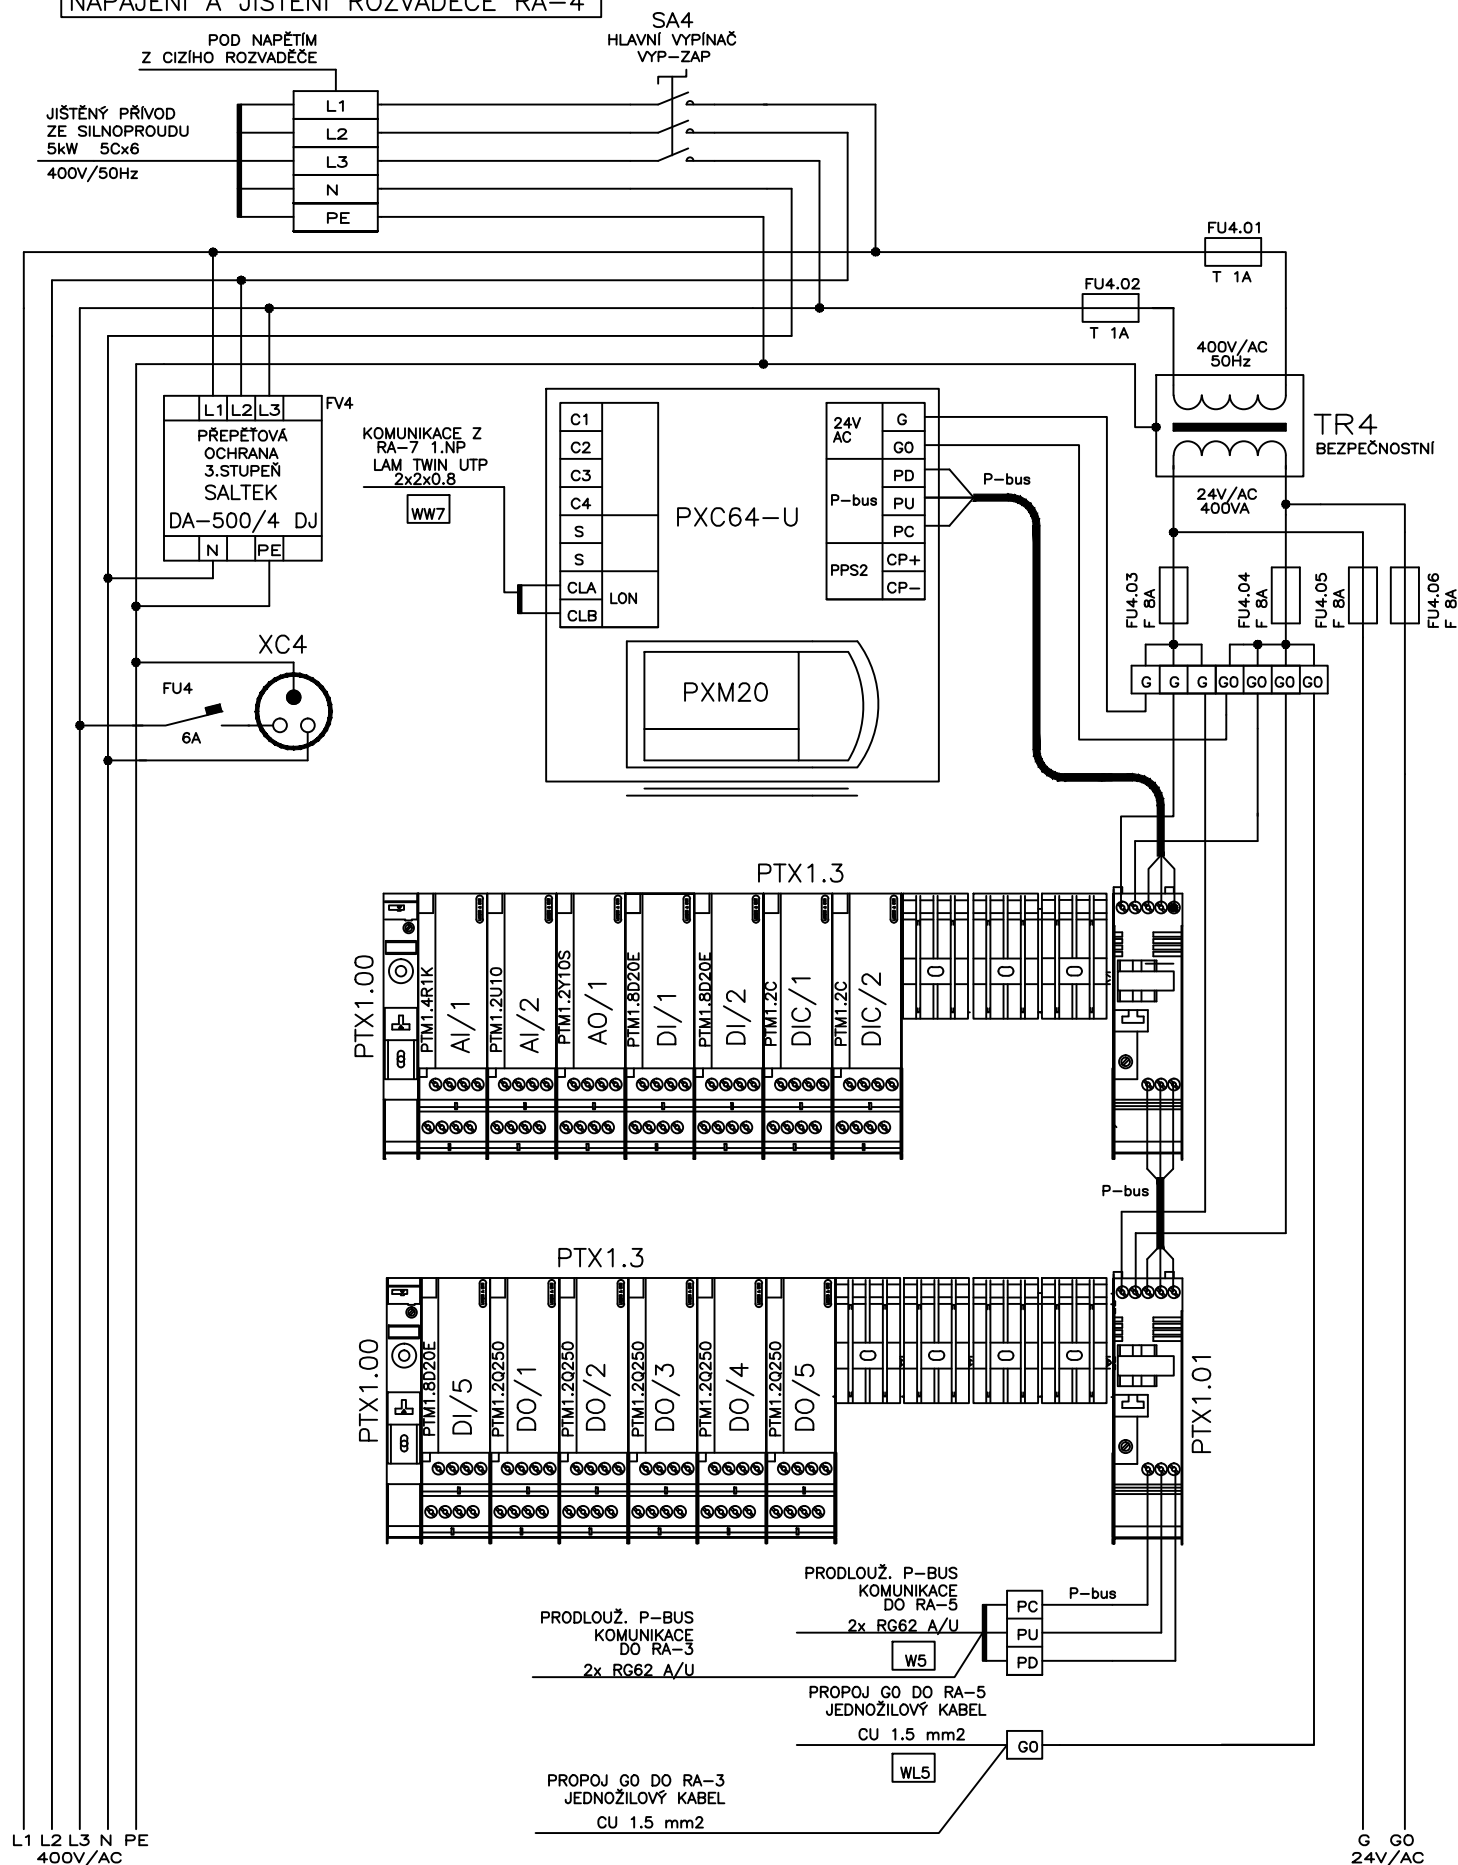 NAPÁJENÍ A JIŠTĚNÍ ROZVADĚČE RA-4
POD NAPĚTÍM
Z CIZÍHO ROZVADĚČE
SA4
HLAVNÍ VYPÍNAČ
VYP-ZAP
JIŠTĚNÝ PŘÍVOD
ZE SILNOPROUDU
5kW 5Cx6
400V/50Hz
L1
L2
L3
N
PE
FU4.01
T 1A
FU4.02
T 1A
400V/AC
50Hz
TR4
BEZPEČNOSTNÍ
24V/AC
400VA
L1 L2 L3
FV4
PŘEPĚŤOVÁ
OCHRANA
3.STUPEŇ
SALTEK
DA-500/4 DJ
N PE
KOMUNIKACE Z
RA-7 1.NP
LAM TWIN UTP
2x2x0.8
WW7
C1
C2
C3
C4
S
S
CLA
CLB
LON
PXC64-U
24V
AC
P-bus
PPS2
G
G0
PD
PU
PC
CP+
CP-
P-bus
PXM20
XC4
FU4
6A
FU4.03
F 8A
FU4.04
F 8A
FU4.05
F 8A
FU4.06
F 8A
G G G G0 G0 G0 G0
PTX1.3
PTX1.00
PTM1.4R1K
AI/1
PTM1.2U10
AI/2
PTM1.2Y10S
AO/1
PTM1.8D20E
DI/1
PTM1.8D20E
DI/2
PTM1.2C
DIC/1
PTM1.2C
DIC/2
0 0 0
P-bus
PTX1.3
PTX1.00
PTM1.8D20E
DI/5
PTM1.2Q250
DO/1
PTM1.2Q250
DO/2
PTM1.2Q250
DO/3
PTM1.2Q250
DO/4
PTM1.2Q250
DO/5
0 0 0 0
PTX1.01
PRODLOUŽ. P-BUS
KOMUNIKACE
DO RA-5
2x RG62 A/U
W5
PC
PU
PD
P-bus
PRODLOUŽ. P-BUS
KOMUNIKACE
DO RA-3
2x RG62 A/U
PROPOJ G0 DO RA-5
JEDNOŽILOVÝ KABEL
CU 1.5 mm2
WL5
G0
PROPOJ G0 DO RA-3
JEDNOŽILOVÝ KABEL
CU 1.5 mm2
L1 L2 L3 N PE
400V/AC
G G0
24V/AC